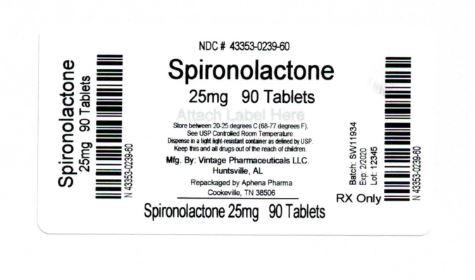 NDC # 43353-0239-60
Spironolactone
25mg 90 Tablets
Attach Label Here
Store between 20-25 degrees C (68-77 degrees F).
See USP Controlled Room Temperature
Dispense in a tight light-resistant container as defined by USP.
Keep this and all drugs out of the reach of children.
Mfg. By: Vintage Pharmaceuticals LLC.
Huntsville, AL
Repackaged by Aphena Pharma
Cookeville, TN 38506
Spironolactone 25mg 90 Tablets
Spironolactone
25mg 90 Tablets
N 43353-0239-60
Batch: SW11934
Exp: 2/2020
Lot: 12345
RX Only
N 43353-0239-60